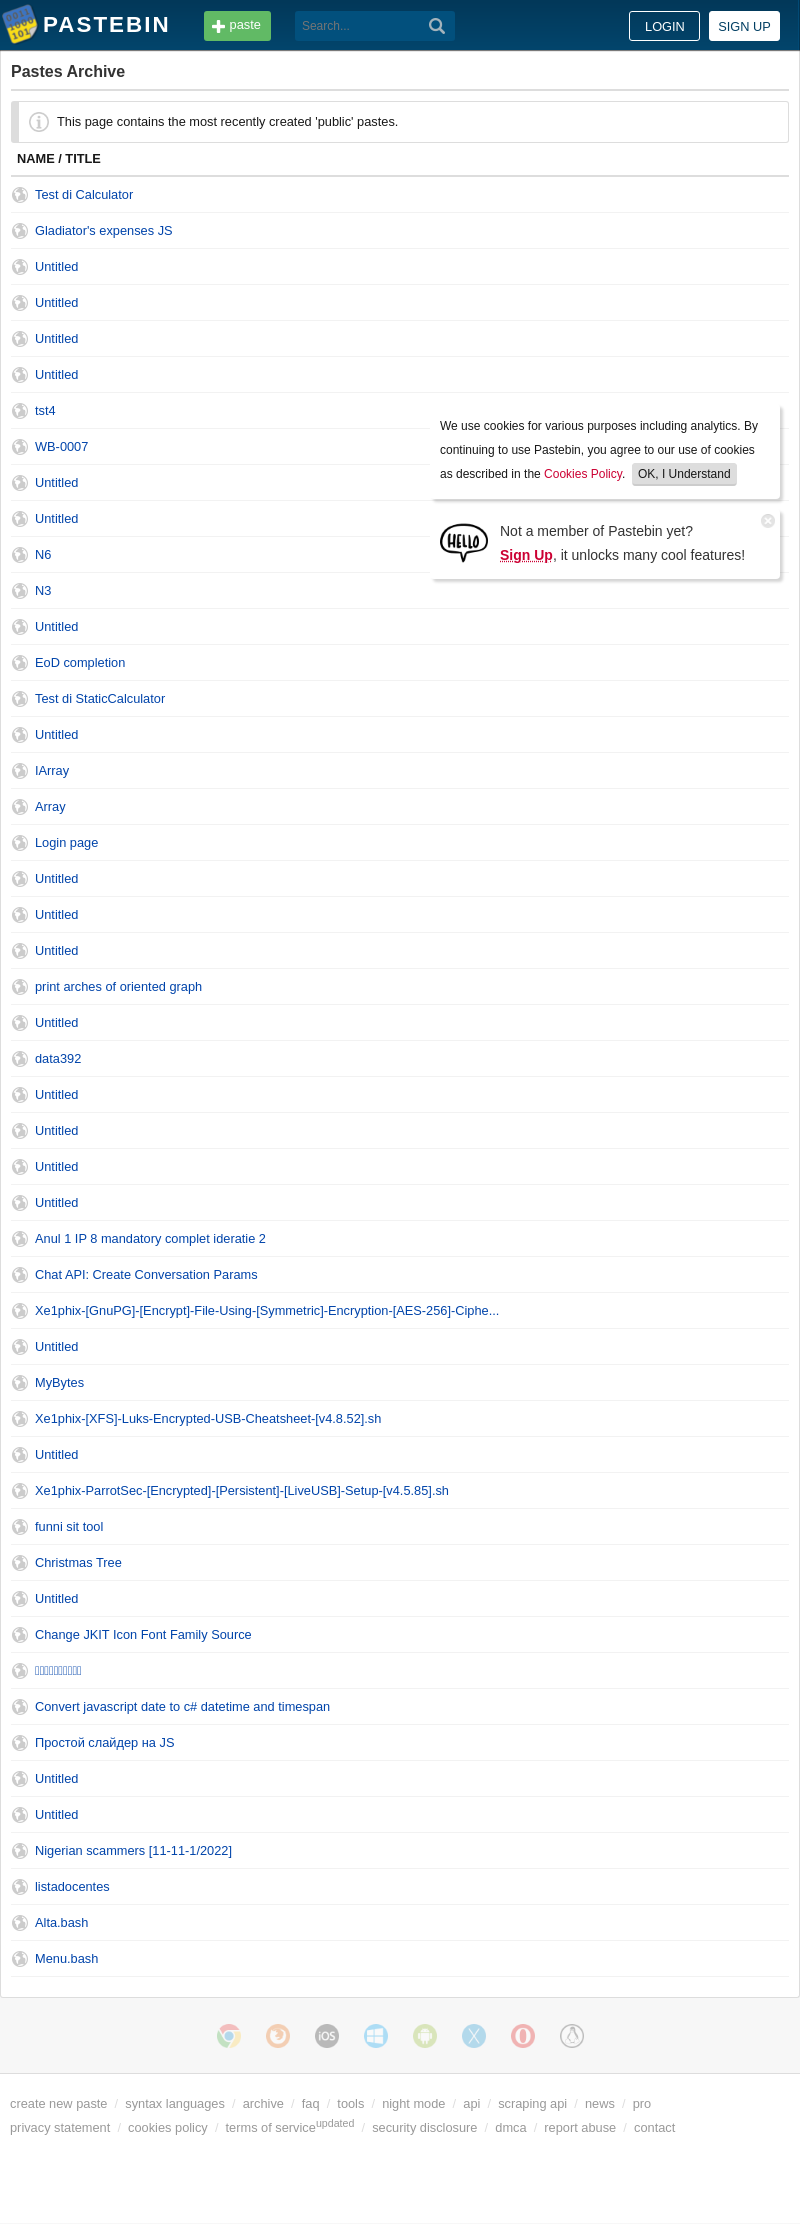 PASTEBIN
paste
Search...
LOGIN
SIGN UP
Pastes Archive
This page contains the most recently created 'public' pastes.
NAME / TITLE
Test di Calculator
Gladiator's expenses JS
Untitled
Untitled
Untitled
Untitled
tst4
WB-0007
Untitled
Untitled
N6
N3
We use cookies for various purposes including analytics. By
continuing to use Pastebin, you agree to our use of cookies
as described in the Cookies Policy. OK, I Understand
HELLO
Not a member of Pastebin yet?
Sign Up, it unlocks many cool features!
Untitled
EoD completion
Test di StaticCalculator
Untitled
IArray
Array
Login page
Untitled
Untitled
Untitled
print arches of oriented graph
Untitled
data392
Untitled
Untitled
Untitled
Untitled
Anul 1 IP 8 mandatory complet ideratie 2
Chat API: Create Conversation Params
Xe1phix-[GnuPG]-[Encrypt]-File-Using-[Symmetric]-Encryption-[AES-256]-Ciphe...
Untitled
MyBytes
Xe1phix-[XFS]-Luks-Encrypted-USB-Cheatsheet-[v4.8.52].sh
Untitled
Xe1phix-ParrotSec-[Encrypted]-[Persistent]-[LiveUSB]-Setup-[v4.5.85].sh
funni sit tool
Christmas Tree
Untitled
Change JKIT Icon Font Family Source
Convert javascript date to c# datetime and timespan
Простой слайдер на JS
Untitled
Untitled
Nigerian scammers [11-11-1/2022]
listadocentes
Alta.bash
Menu.bash
iOS
create new paste / syntax languages / archive / faq / tools / night mode / api / scraping api / news / pro
privacy statement / cookies policy / terms of service updated / security disclosure / dmca / report abuse / contact